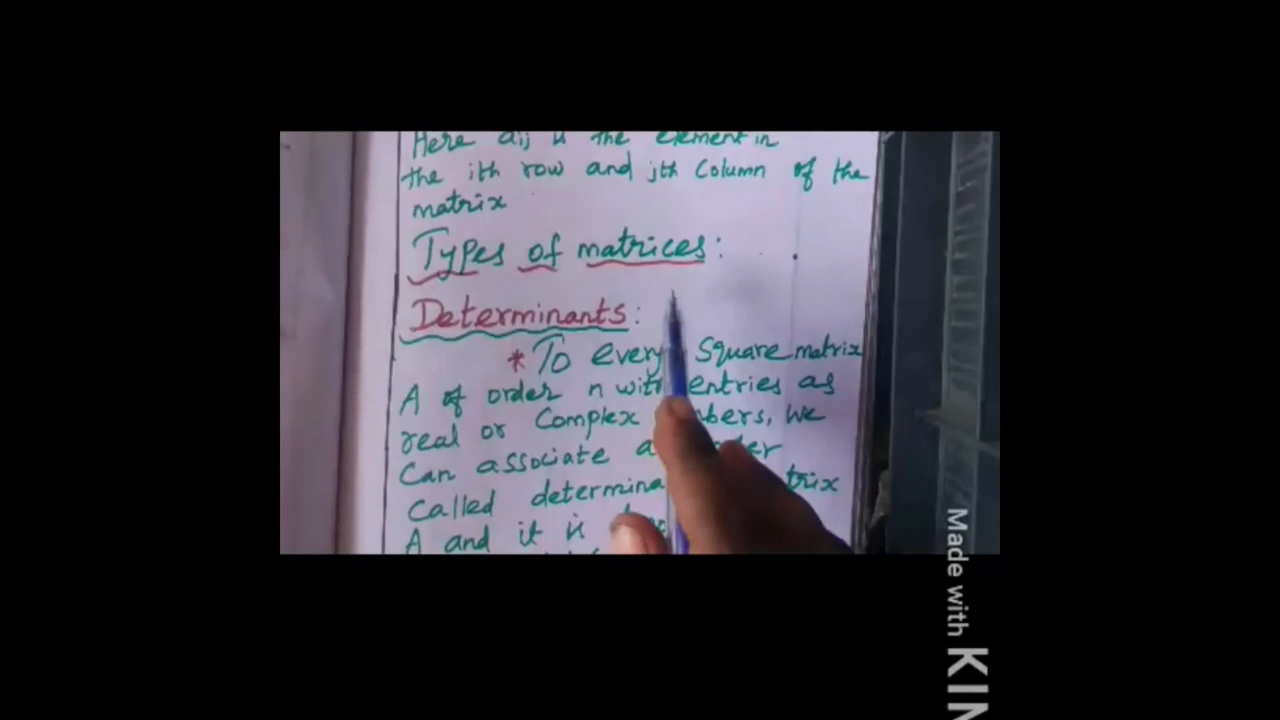 Here aij is the element in
the ith row and jth Column of the
matrix
Types of matrices:
Determinants:
* To every Square matrix
A of order n with entries as
real or Complex numbers, We
Can associate a
called
A and it is
Made with KIN